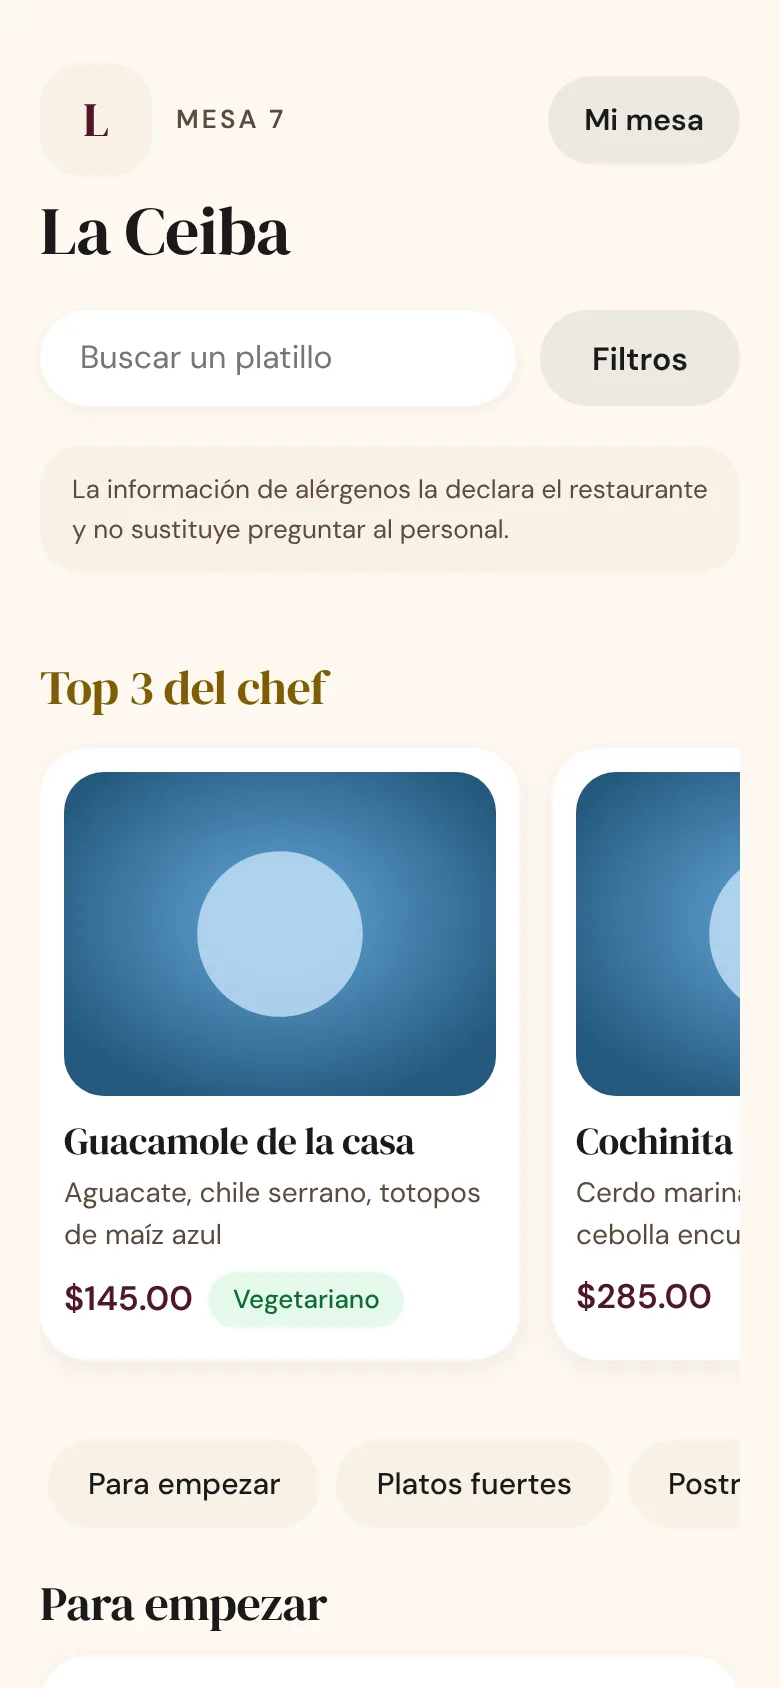 L
MESA 7
Mi mesa
La Ceiba
Buscar un platillo
Filtros
La información de alérgenos la declara el restaurante
y no sustituye preguntar al personal.
Top 3 del chef
Guacamole de la casa
Aguacate, chile serrano, totopos
de maíz azul
$145.00
Vegetariano
Cochinita
Cerdo
cebolla
$285.00
Para empezar
Platos fuertes
Para empezar